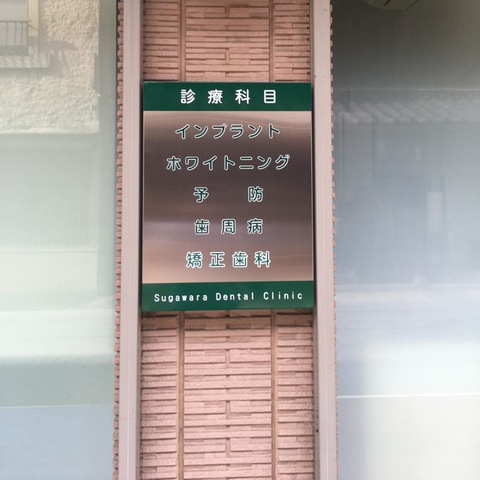 診療科目
インプラント
ホワイトニング
予防
歯周病
矯正歯科
Sugawara Dental Clinic